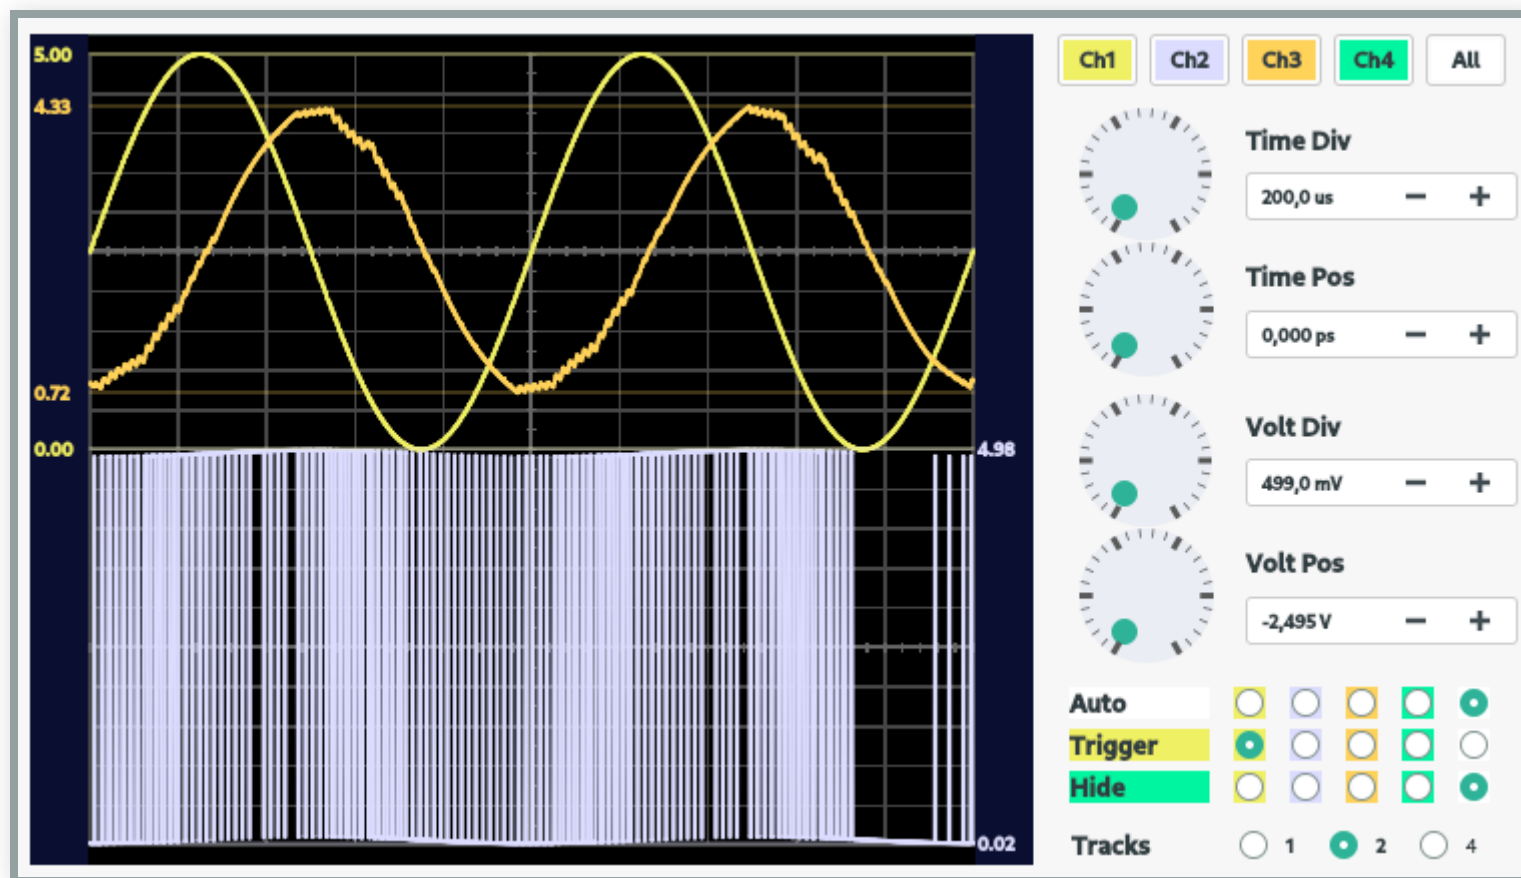 5.00
4.33
0.72
0.00
4.98
0.02
Ch1 Ch2 Ch3 Ch4 All
Time Div
200,0 us − +
Time Pos
0,000 ps − +
Volt Div
499,0 mV − +
Volt Pos
-2,495 V − +
Auto
Trigger
Hide
Tracks 1 2 4